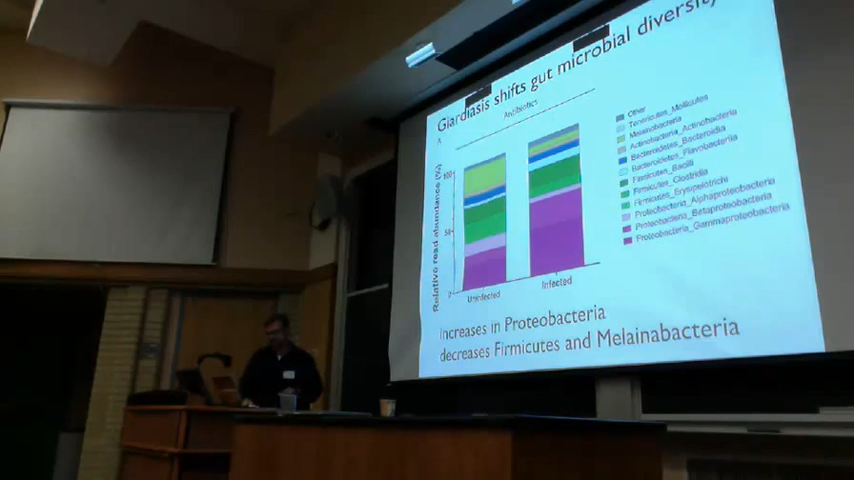 Giardiasis shifts gut microbial diversity
A
Antibiotics
Relative read abundance (%)
100
50
0
Uninfected
Infected
Other
Tenericutes_Mollicutes
Melainabacteria
Actinobacteria_Actinobacteria
Bacteroidetes_Bacteroidia
Bacteroidetes_Flavobacteriia
Firmicutes_Bacilli
Firmicutes_Clostridia
Firmicutes_Erysipelotrichi
Proteobacteria_Alphaproteobacteria
Proteobacteria_Betaproteobacteria
Proteobacteria_Gammaproteobacteria
Increases in Proteobacteria
decreases Firmicutes and Melainabacteria